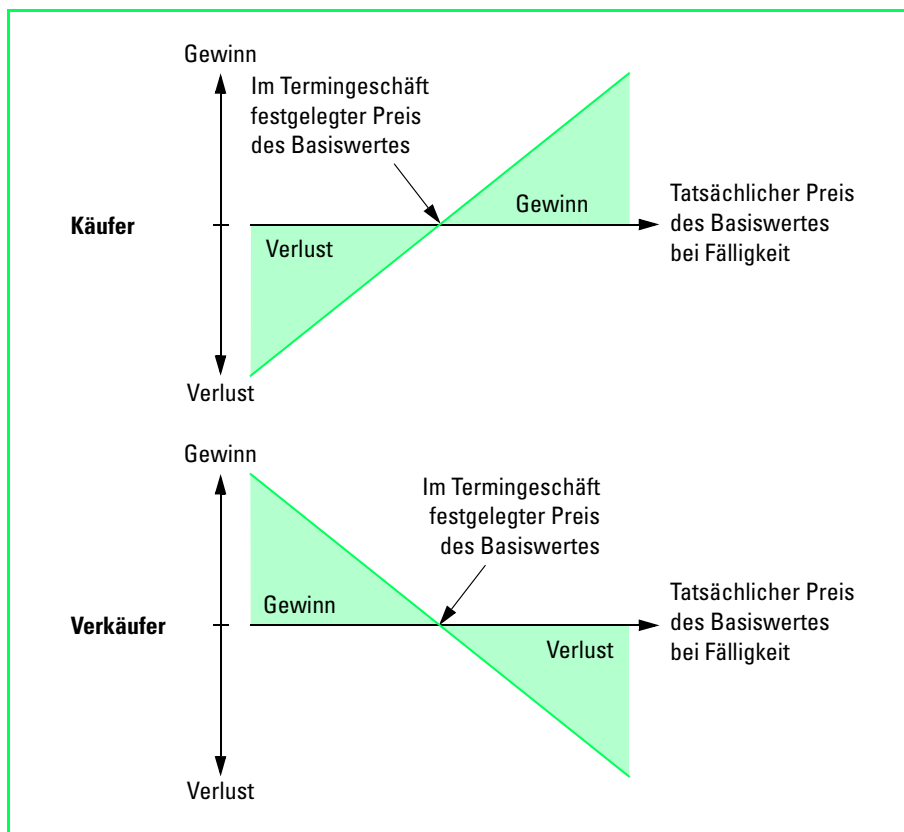 Gewinn
Im Termingeschäft
festgelegter Preis
des Basiswertes
Käufer
Verlust
Gewinn
Tatsächlicher Preis
des Basiswertes
bei Fälligkeit
Verlust
Gewinn
Im Termingeschäft
festgelegter Preis
des Basiswertes
Verkäufer
Gewinn
Verlust
Tatsächlicher Preis
des Basiswertes
bei Fälligkeit
Verlust